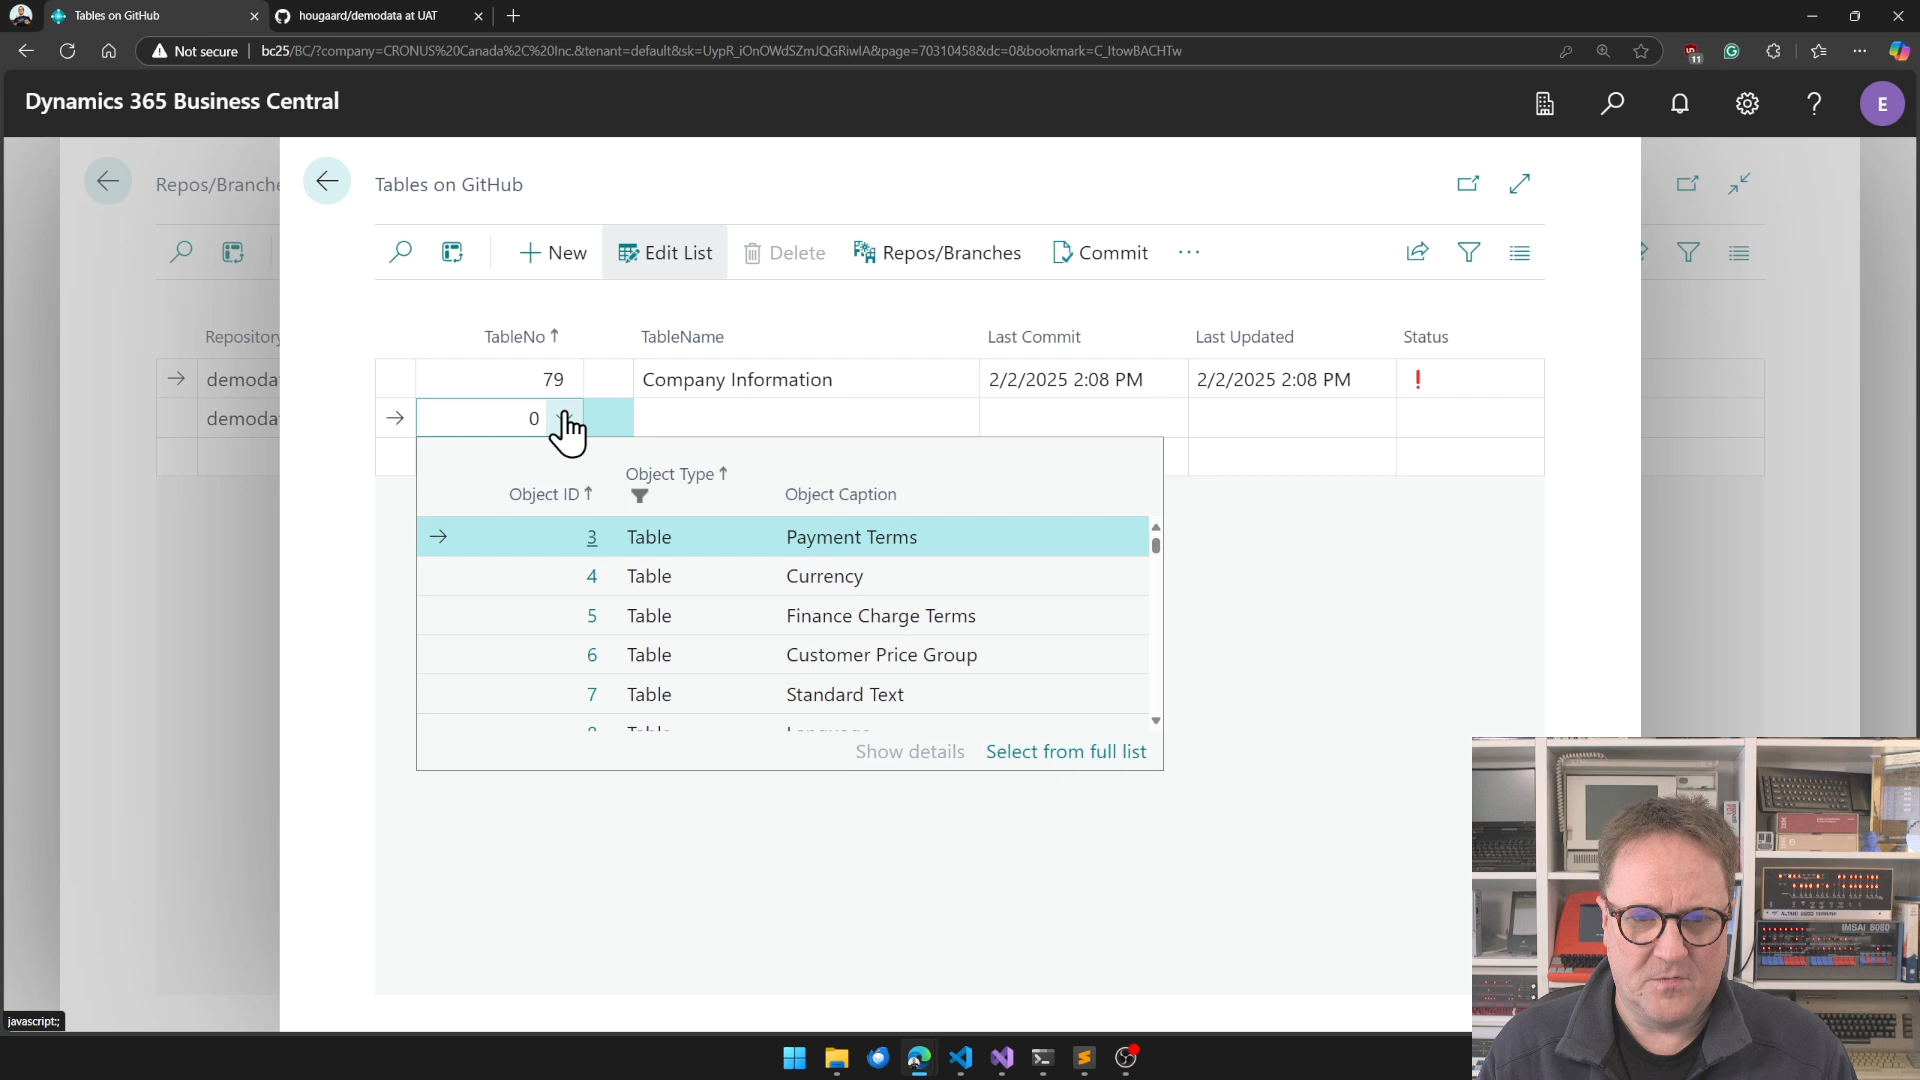 Tables on GitHub
hougaard/demodata at UAT
Not secure
bc25/BC/?company=CRONUS%20Canada%2C%20Inc.&tenant=default&sk=UypR_iOnOWdSZmJQGRiwIA&page=70310458&dc=0&bookmark=C_ItowBACHTw
11
Dynamics 365 Business Central
E
Repos/Branche
Tables on GitHub
New
Edit List
Delete
Repos/Branches
Commit
Repository
TableNo
TableName
Last Commit
Last Updated
Status
demoda
79
Company Information
2/2/2025 2:08 PM
2/2/2025 2:08 PM
demoda
0
Object ID
Object Type
Object Caption
3 Table Payment Terms
4 Table Currency
5 Table Finance Charge Terms
6 Table Customer Price Group
7 Table Standard Text
Show details
Select from full list
IMSAI 8080
javascript:;